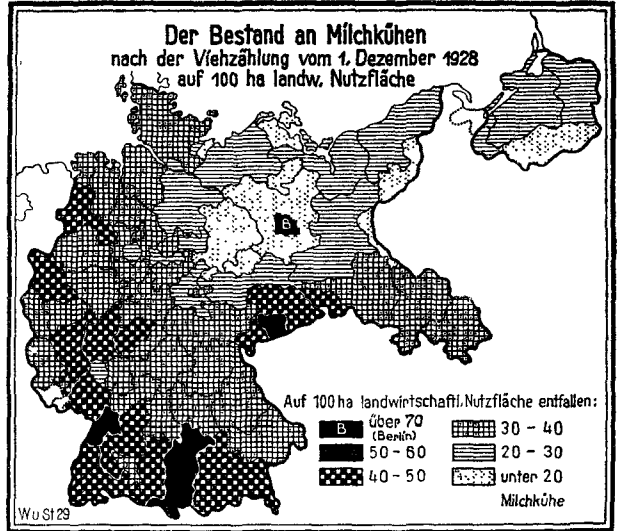 Der Bestand an Milchkühen
nach der Viehzählung vom 1. Dezember 1928
auf 100 ha landw. Nutzfläche
B
Auf 100 ha landwirtschaftl. Nutzfläche entfallen:
B über 70 30 - 40
(Berlin)
50 - 60 20 - 30
40 - 50 unter 20
Milchkühe
W u St 29